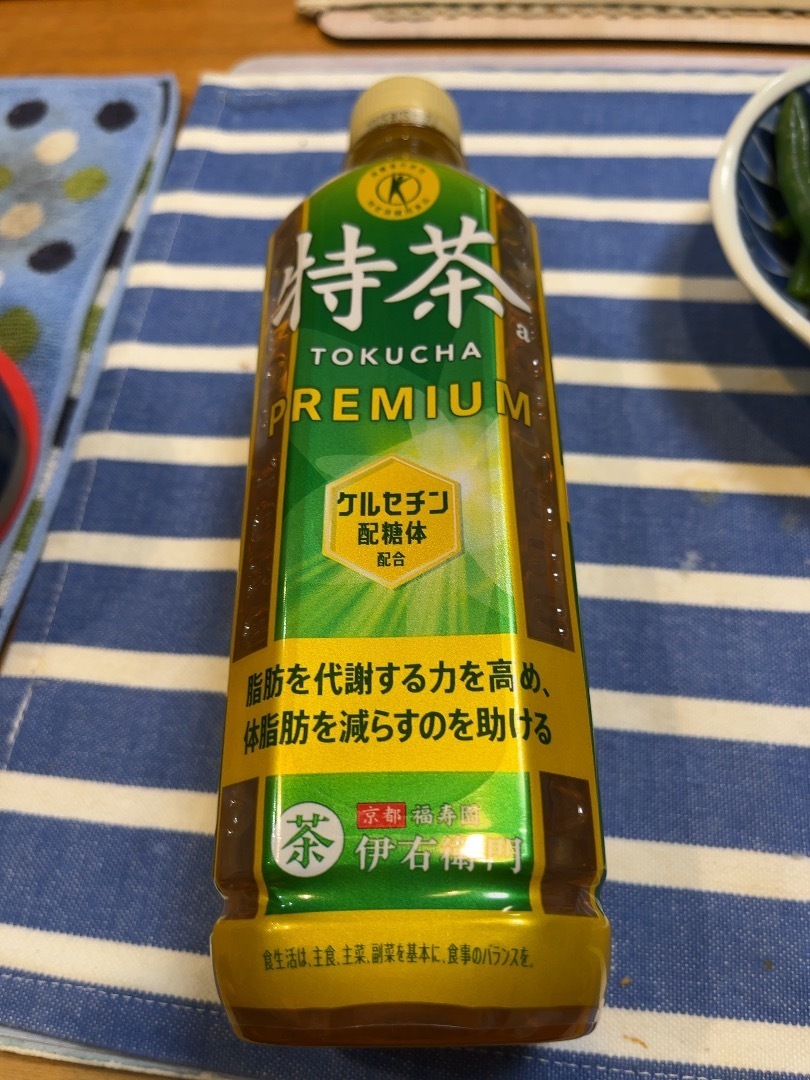 特茶
a
TOKUCHA
PREMIUM
ケルセチン
配糖体
配合
脂肪を代謝する力を高め、
体脂肪を減らすのを助ける
茶
京都 福寿園
伊右衛門
食生活は、主食、主菜、副菜を基本に、食事のバランスを。